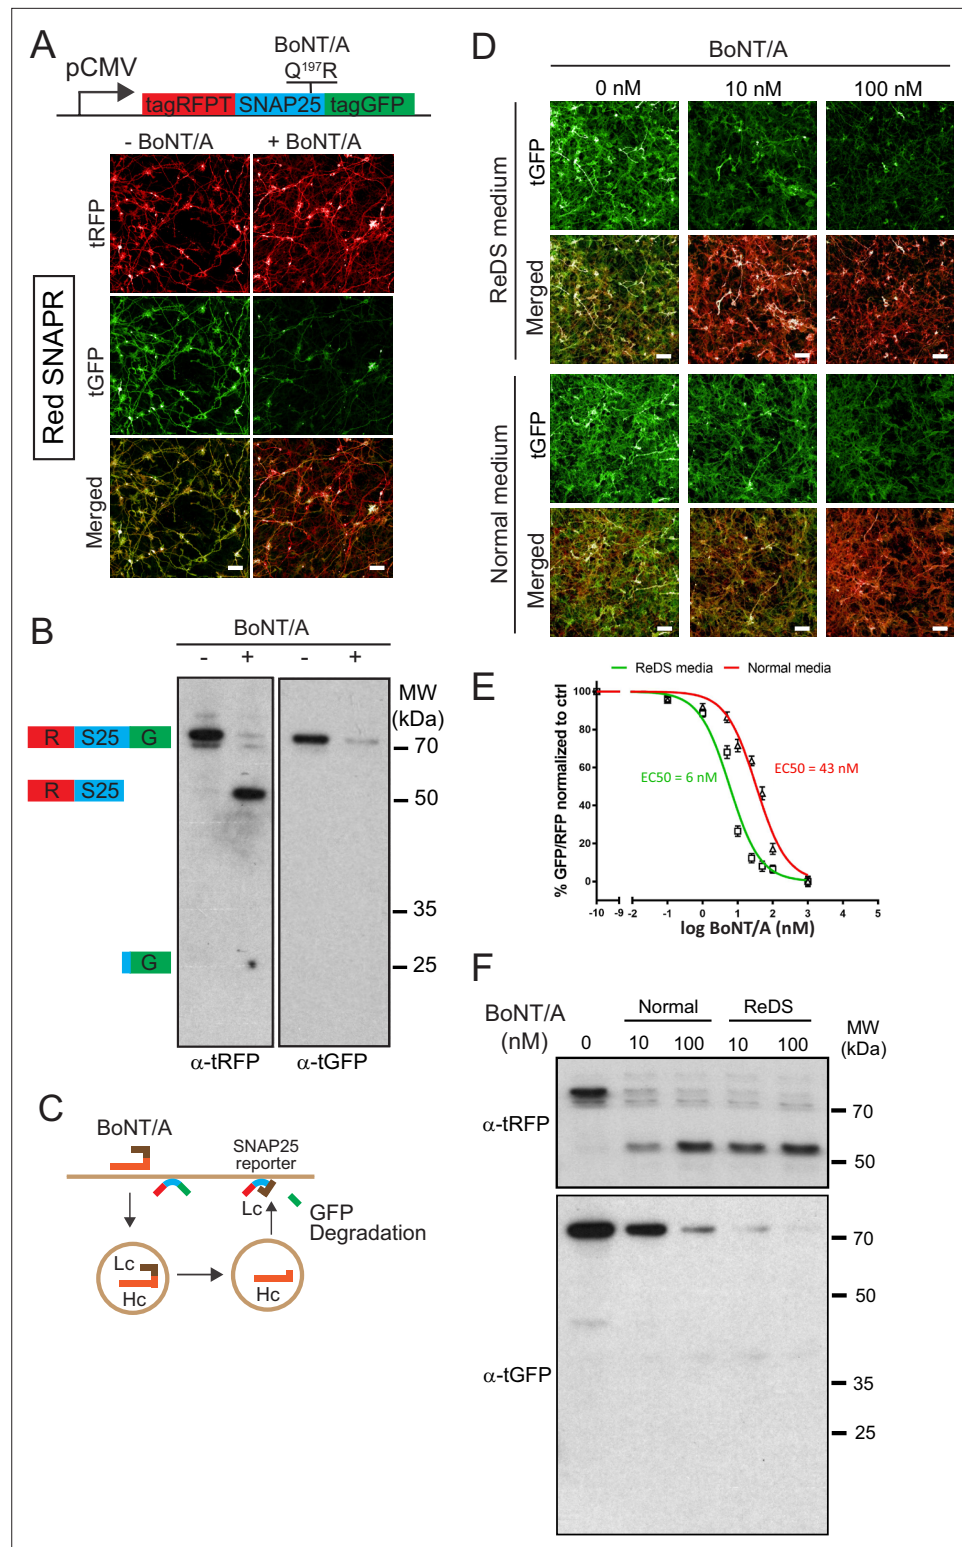 A
BoNT/A
pCMV
Q¹⁹⁷R
tagRFPT SNAP25 tagGFP
- BoNT/A + BoNT/A
Red SNAPR
tRFP
tGFP
Merged
B
BoNT/A
- + - +
MW
(kDa)
R S25 G
70
R S25
50
35
G
25
α-tRFP α-tGFP
C
BoNT/A
SNAP25
reporter
Lc
GFP
Degradation
Lc
Hc
Hc
D
BoNT/A
0 nM 10 nM 100 nM
ReDS medium
tGFP
Merged
Normal medium
tGFP
Merged
E
ReDS media Normal media
% GFP/RFP normalized to ctrl
100
80
60
40
20
0
EC50 = 6 nM
EC50 = 43 nM
-10 -9 -2 -1 0 1 2 3 4 5
log BoNT/A (nM)
F
BoNT/A
(nM)
Normal ReDS
0 10 100 10 100
MW
(kDa)
α-tRFP
70
50
α-tGFP
70
50
35
25